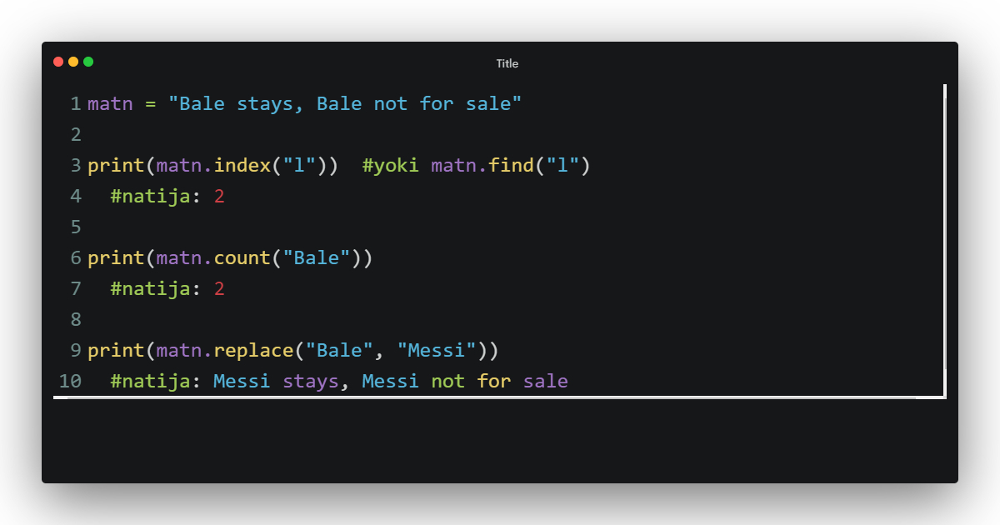 Title
1 matn = "Bale stays, Bale not for sale"
2
3 print(matn.index("l"))  #yoki matn.find("l")
4   #natija: 2
5
6 print(matn.count("Bale"))
7   #natija: 2
8
9 print(matn.replace("Bale", "Messi"))
10   #natija: Messi stays, Messi not for sale